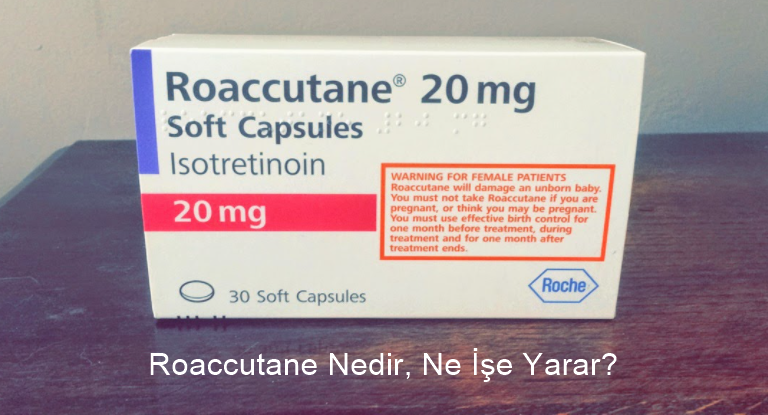 Roaccutane® 20 mg
Soft Capsules
Isotretinoin
20 mg
WARNING FOR FEMALE PATIENTS
Roaccutane will damage an unborn baby.
You must not take Roaccutane if you are
pregnant, or think you may be pregnant.
You must use effective birth control for
one month before treatment, during
treatment and for one month after
treatment ends.
30 Soft Capsules
Roche
Roaccutane Nedir, Ne İşe Yarar?